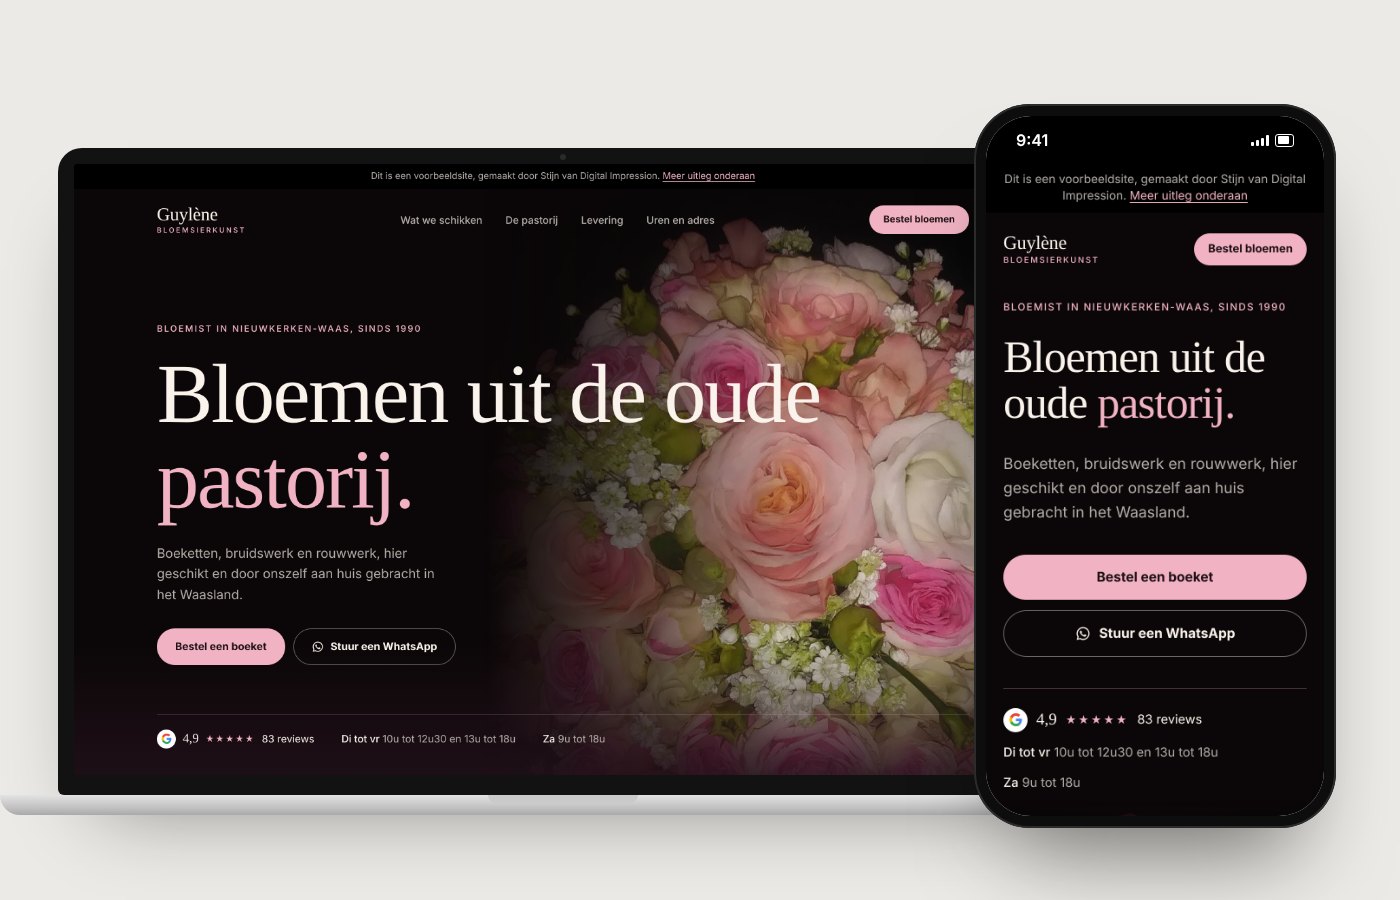 Dit is een voorbeeldsite, gemaakt door Stijn van Digital Impression. Meer uitleg onderaan
Guylène
BLOEMSIERKUNST
Wat we schikken
De pastorij
Levering
Uren en adres
Bestel bloemen
BLOEMIST IN NIEUWKERKEN-WAAS, SINDS 1990
Bloemen uit de oude
pastorij.
Boeketten, bruidswerk en rouwwerk, hier
geschikt en door onszelf aan huis gebracht in
het Waasland.
Bestel een boeket
Stuur een WhatsApp
4,9 ★★★★★ 83 reviews
Di tot vr 10u tot 12u30 en 13u tot 18u
Za 9u tot 18u
9:41
Dit is een voorbeeldsite, gemaakt door Stijn van Digital
Impression. Meer uitleg onderaan
Guylène
BLOEMSIERKUNST
Bestel bloemen
BLOEMIST IN NIEUWKERKEN-WAAS, SINDS 1990
Bloemen uit de
oude pastorij.
Boeketten, bruidswerk en rouwwerk, hier
geschikt en door onszelf aan huis
gebracht in het Waasland.
Bestel een boeket
Stuur een WhatsApp
4,9 ★★★★★ 83 reviews
Di tot vr 10u tot 12u30 en 13u tot 18u
Za 9u tot 18u